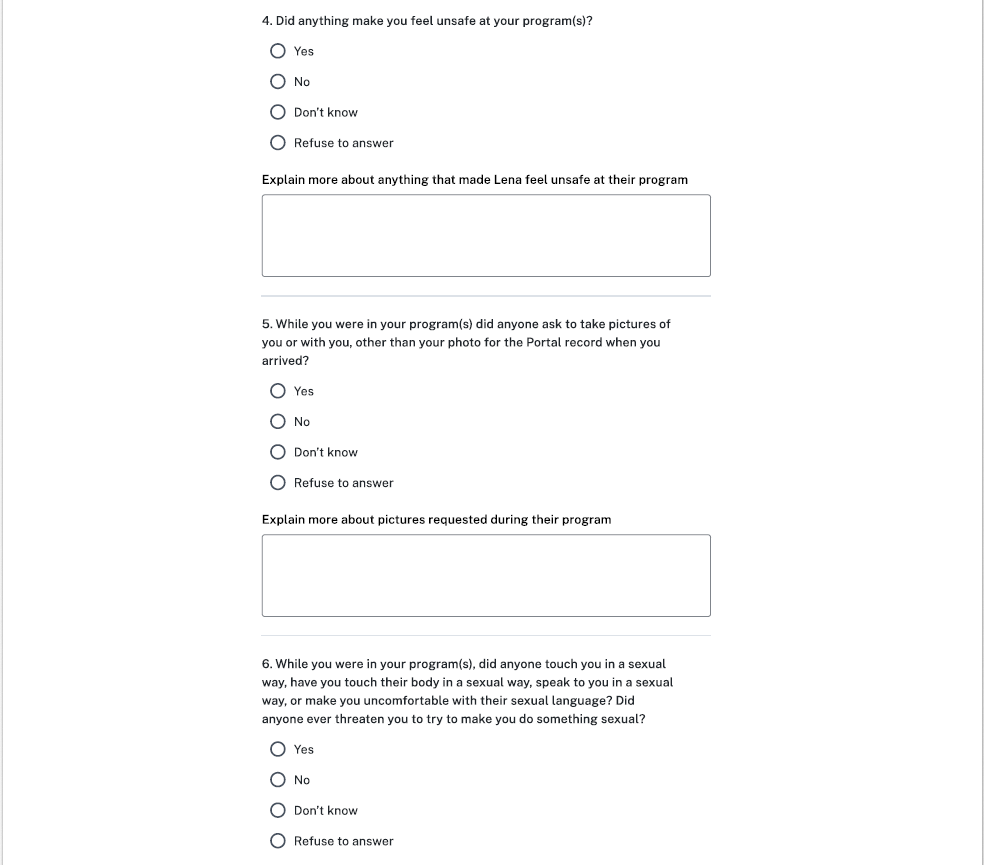 4. Did anything make you feel unsafe at your program(s)?
Yes
No
Don't know
Refuse to answer
Explain more about anything that made Lena feel unsafe at their program
5. While you were in your program(s) did anyone ask to take pictures of
you or with you, other than your photo for the Portal record when you
arrived?
Yes
No
Don't know
Refuse to answer
Explain more about pictures requested during their program
6. While you were in your program(s), did anyone touch you in a sexual
way, have you touch their body in a sexual way, speak to you in a sexual
way, or make you uncomfortable with their sexual language? Did
anyone ever threaten you to try to make you do something sexual?
Yes
No
Don't know
Refuse to answer